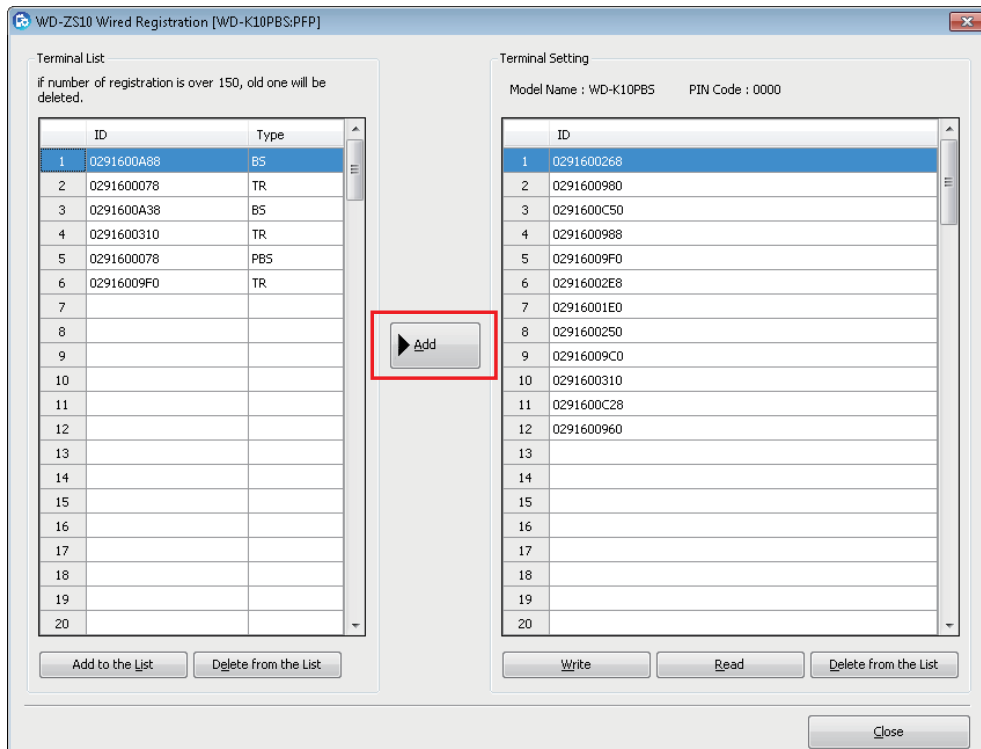 WD-ZS10 Wired Registration [WD-K10PBS:PFP]
Terminal List
if number of registration is over 150, old one will be
deleted.
ID Type
1 0291600A88 BS
2 0291600078 TR
3 0291600A38 BS
4 0291600310 TR
5 0291600078 PBS
6 02916009F0 TR
7
8
9
10
11
12
13
14
15
16
17
18
19
20
Add to the List Delete from the List
Add
Terminal Setting
Model Name : WD-K10PBS PIN Code : 0000
ID
1 0291600268
2 0291600980
3 0291600C50
4 0291600988
5 02916009F0
6 02916002E8
7 02916001E0
8 0291600250
9 02916009C0
10 0291600310
11 0291600C28
12 0291600960
13
14
15
16
17
18
19
20
Write Read Delete from the List
Close